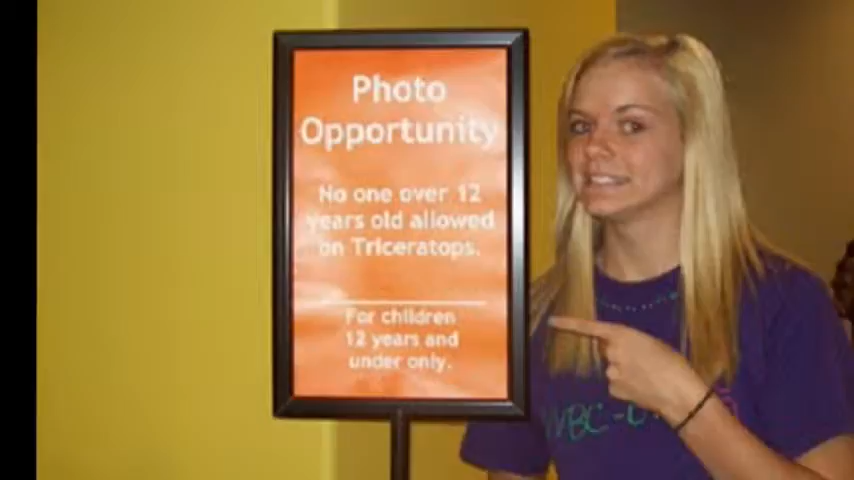 Photo
Opportunity
No one over 12
years old allowed
on Triceratops.
For children
12 years and
under only.